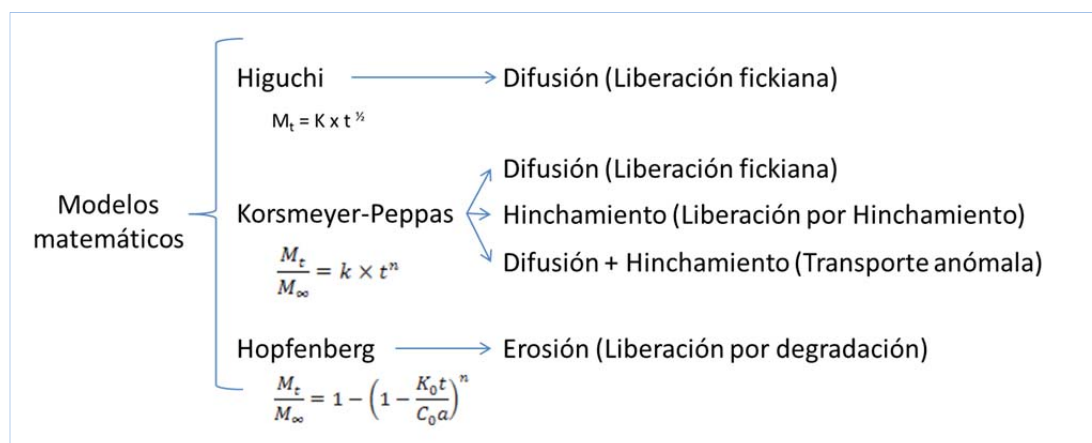 Modelos
matemáticos
Higuchi
Difusión (Liberación fickiana)
Mₜ = K x t ½
Korsmeyer-Peppas
Difusión (Liberación fickiana)
Hinchamiento (Liberación por Hinchamiento)
Difusión + Hinchamiento (Transporte anómala)
Mₜ/M∞ = k × tⁿ
Hopfenberg
Erosión (Liberación por degradación)
Mₜ/M∞ = 1 − (1 − K₀t/C₀a)ⁿ